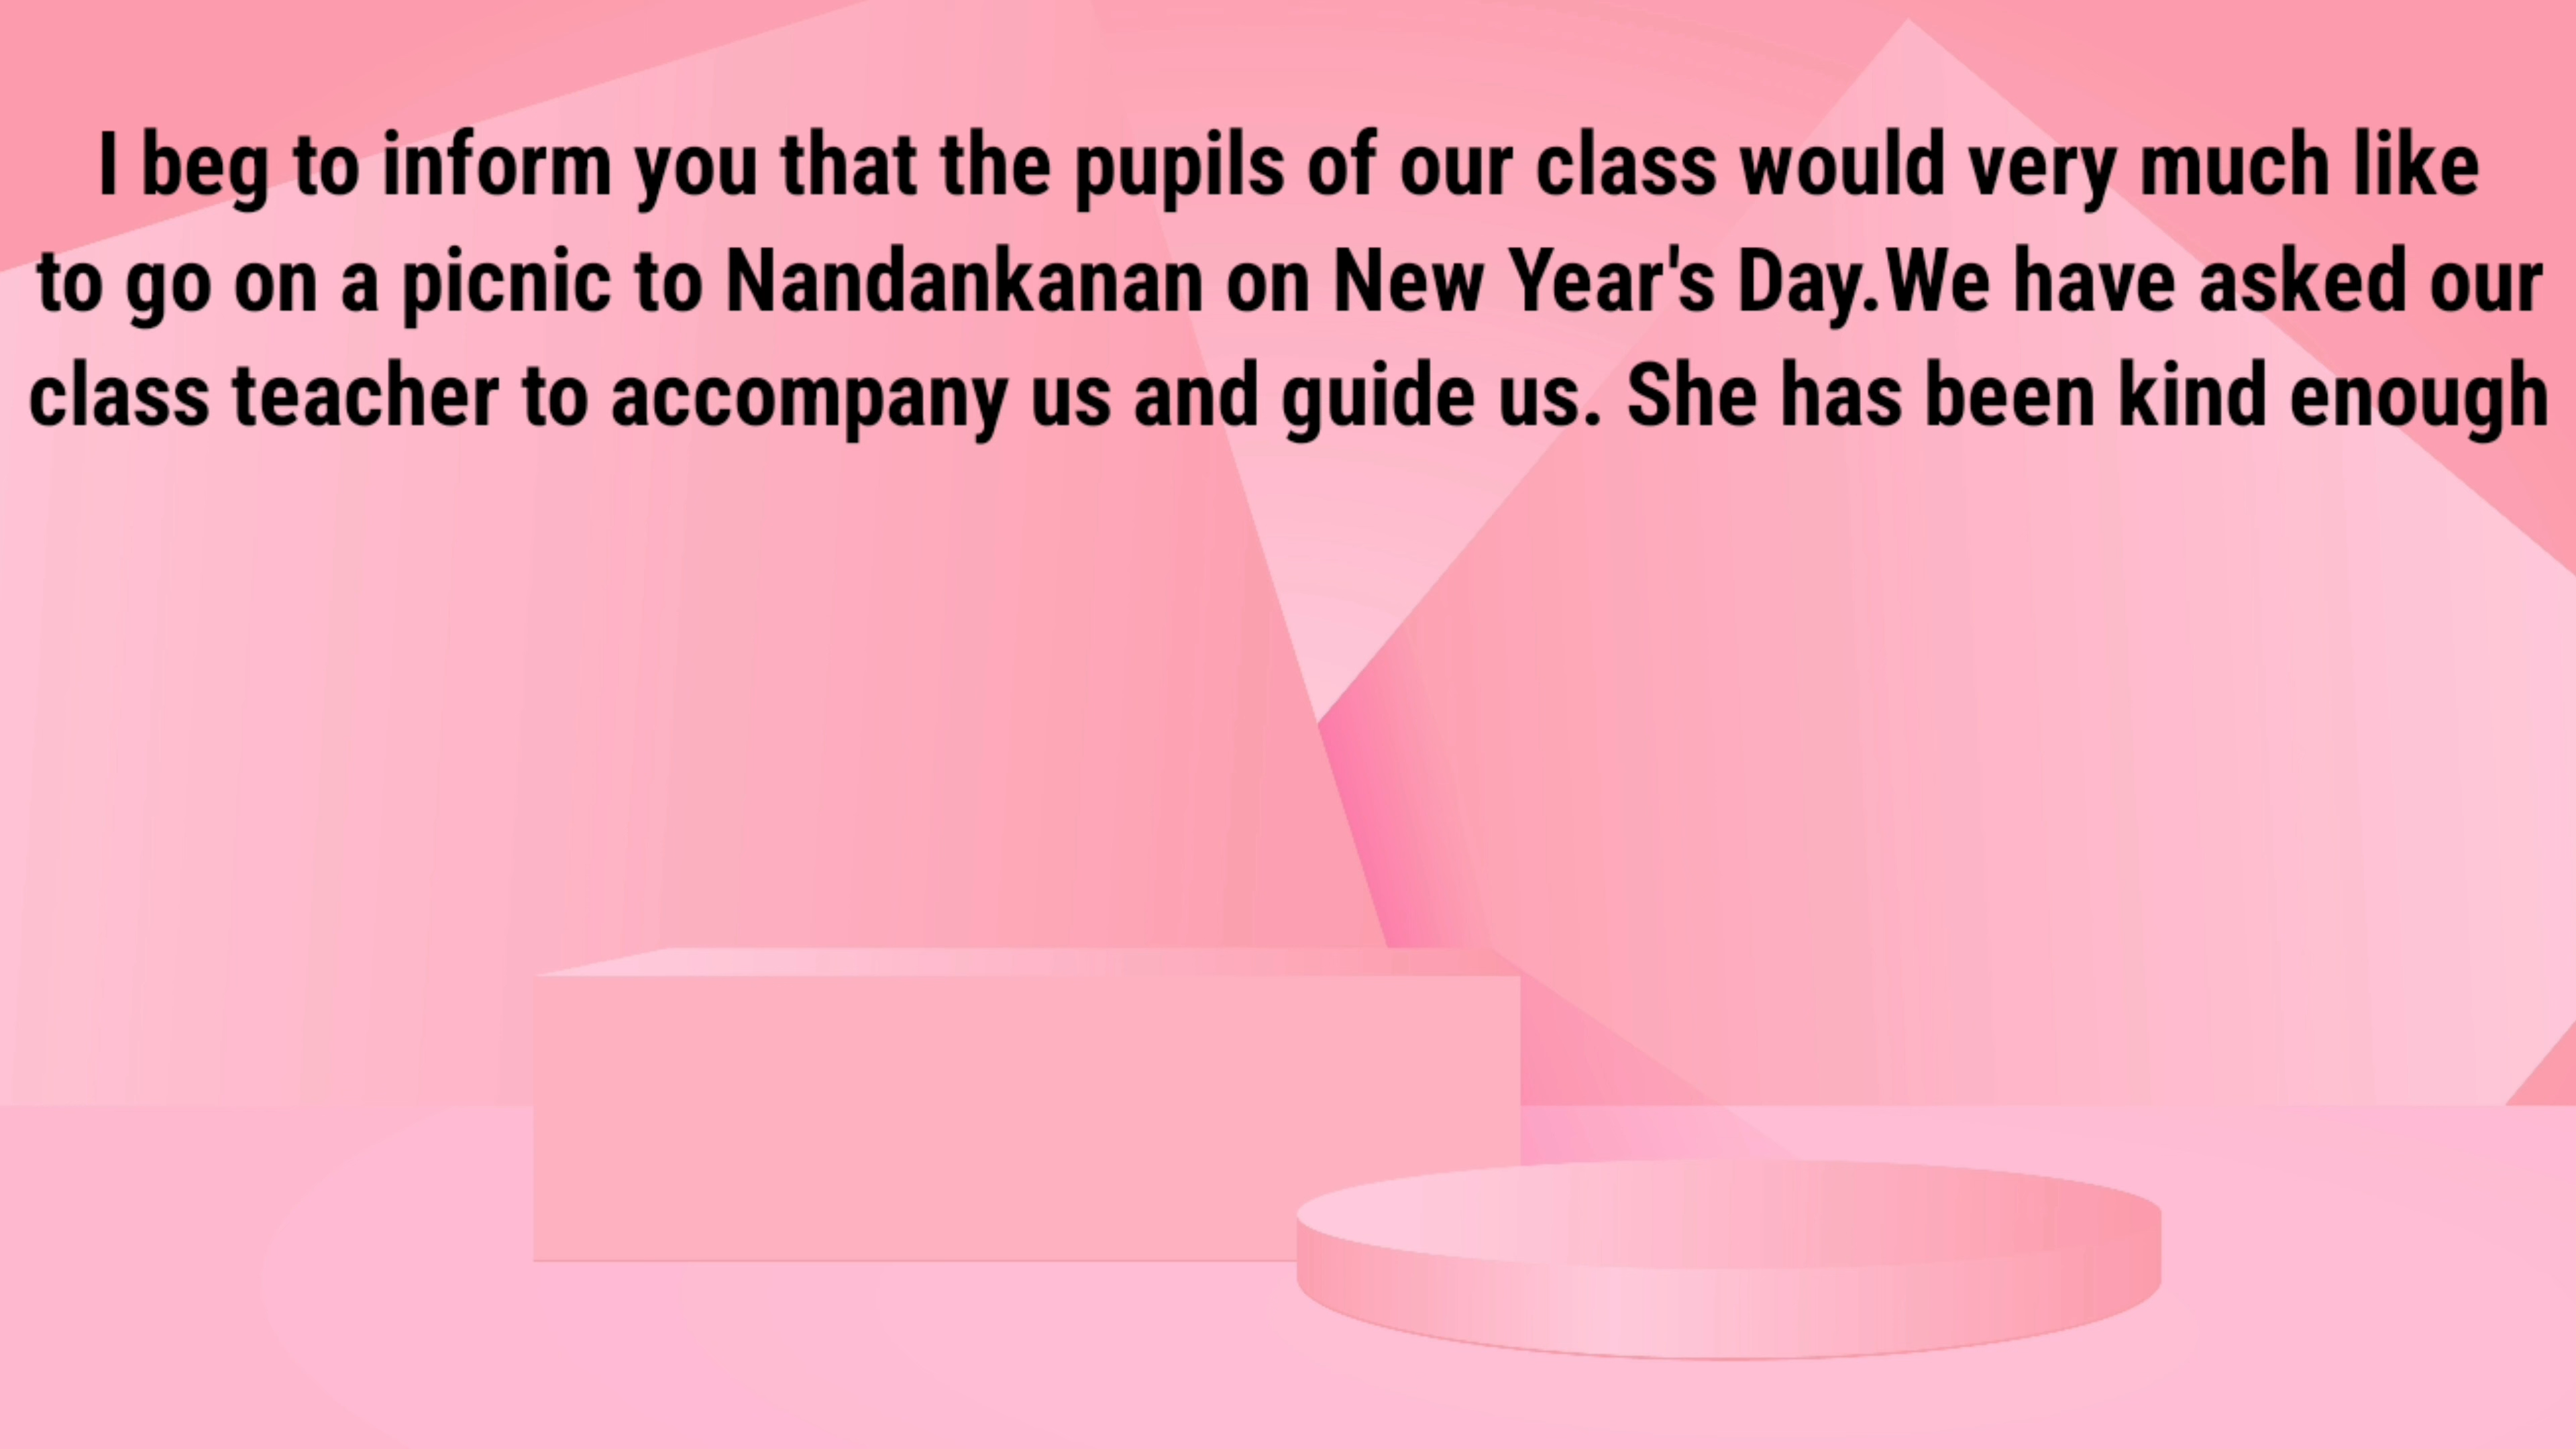 I beg to inform you that the pupils of our class would very much like
to go on a picnic to Nandankanan on New Year's Day.We have asked our
class teacher to accompany us and guide us. She has been kind enough